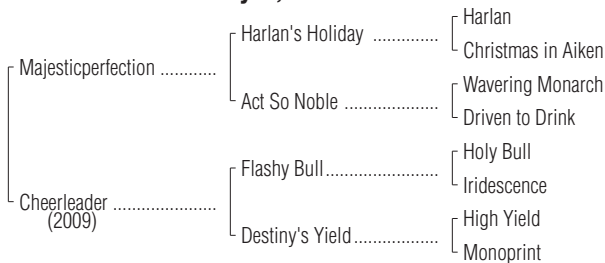 Harlan
Harlan's Holiday ..............
Christmas in Aiken
Majesticperfection ............
Wavering Monarch
Act So Noble ....................
Driven to Drink
Holy Bull
Flashy Bull........................
Iridescence
Cheerleader ......................
(2009)
High Yield
Destiny's Yield..................
Monoprint